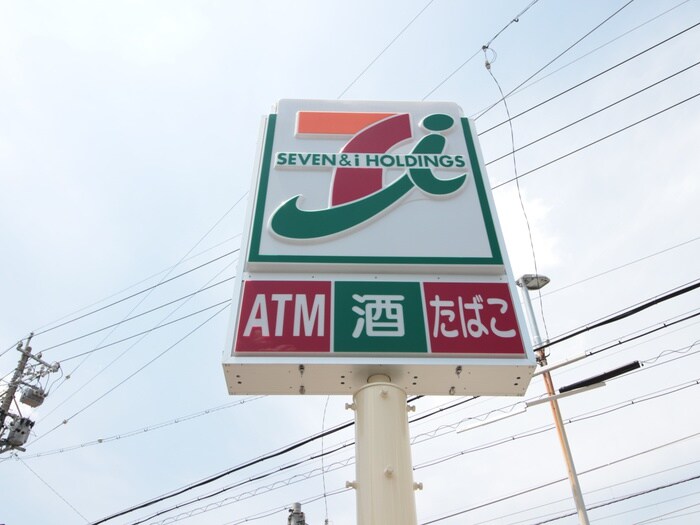 SEVEN & i HOLDINGS
ATM 酒 たばこ